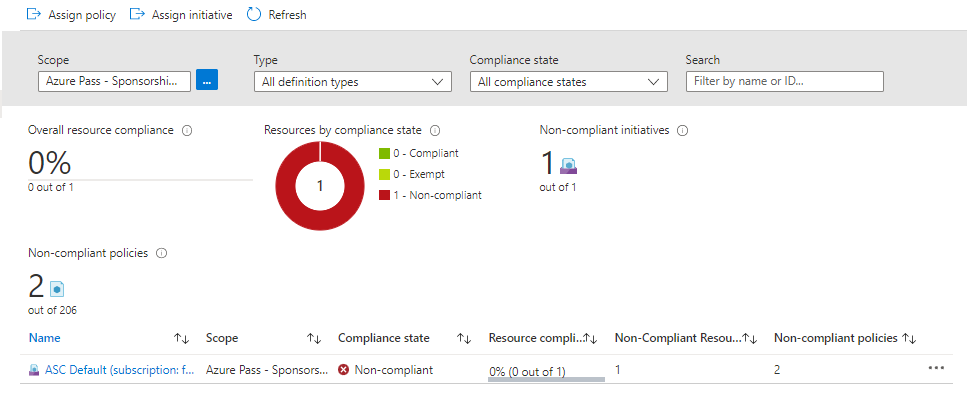 Assign policy Assign initiative Refresh
Scope Type Compliance state Search
Azure Pass - Sponsorshi... ... All definition types All compliance states Filter by name or ID...
Overall resource compliance Resources by compliance state Non-compliant initiatives
0%
0 out of 1
1
0 - Compliant
0 - Exempt
1 - Non-compliant
1
out of 1
Non-compliant policies
2
out of 206
Name Scope Compliance state Resource compli... Non-Compliant Resou... Non-compliant policies
ASC Default (subscription: f... Azure Pass - Sponsors... Non-compliant 0% (0 out of 1) 1 2 ...